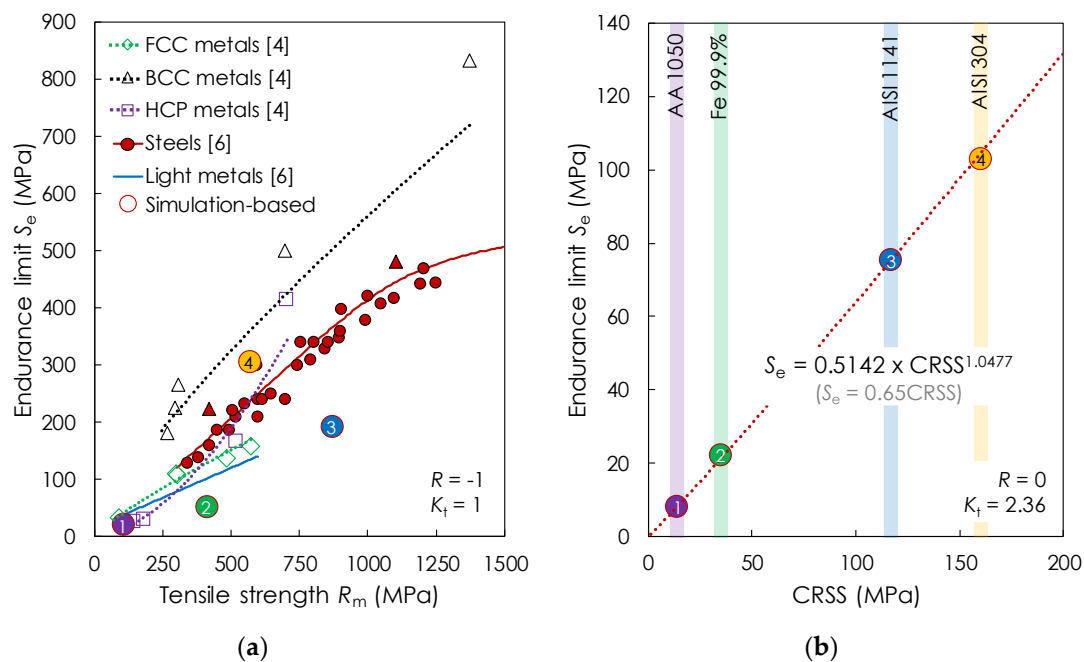 900
800
700
600
500
400
300
200
100
0
Endurance limit Se (MPa)
FCC metals [4]
BCC metals [4]
HCP metals [4]
Steels [6]
Light metals [6]
Simulation-based
1
2
3
4
R = -1
Kt = 1
0 250 500 750 1000 1250 1500
Tensile strength Rm (MPa)
(a)
140
120
100
80
60
40
20
0
Endurance limit Se (MPa)
AA 1050
Fe 99.9%
AISI 1141
AISI 304
1
2
3
4
Se = 0.5142 x CRSS1.0477
(Se = 0.65CRSS)
R = 0
Kt = 2.36
0 50 100 150 200
CRSS (MPa)
(b)